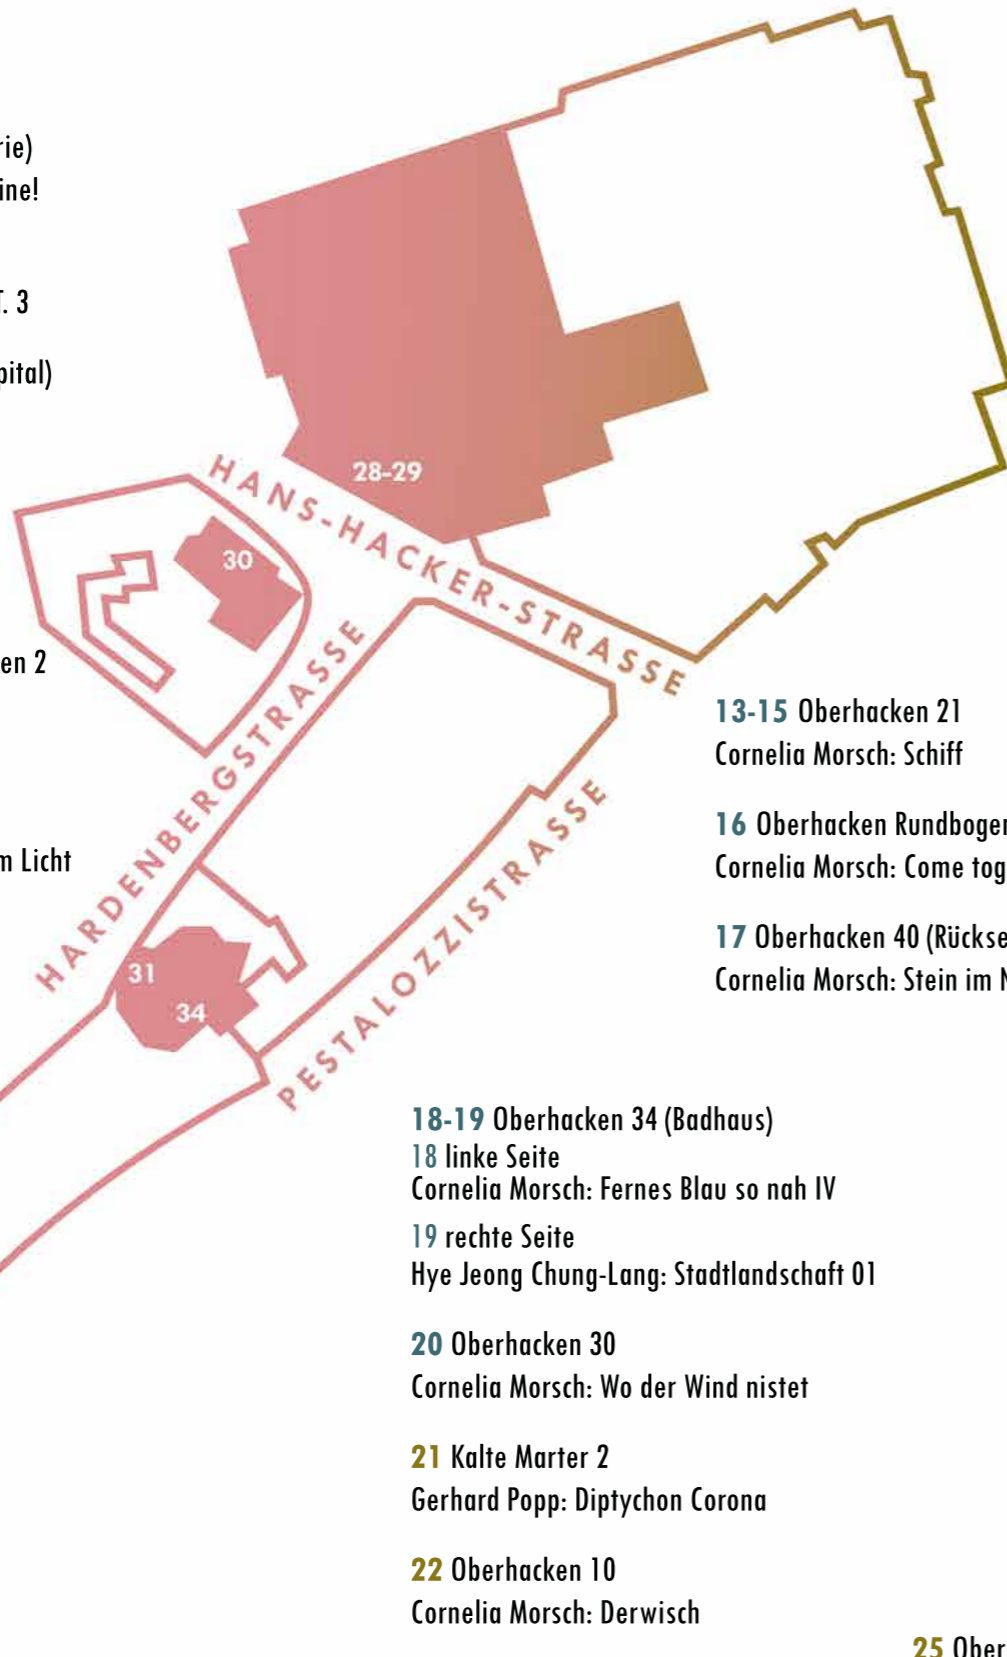 rie)
ine!
T. 3
pital)
en 2
m Licht
28-29
HANS-HACKER-STRASSE
30
HARDENBERGSTRASSE
31
34
PESTALOZZISTRASSE
13-15 Oberhacken 21
Cornelia Morsch: Schiff
16 Oberhacken Rundbogen
Cornelia Morsch: Come tog
17 Oberhacken 40 (Rückse
Cornelia Morsch: Stein im
18-19 Oberhacken 34 (Badhaus)
18 linke Seite
Cornelia Morsch: Fernes Blau so nah IV
19 rechte Seite
Hye Jeong Chung-Lang: Stadtlandschaft 01
20 Oberhacken 30
Cornelia Morsch: Wo der Wind nistet
21 Kalte Marter 2
Gerhard Popp: Diptychon Corona
22 Oberhacken 10
Cornelia Morsch: Derwisch
25 Ober